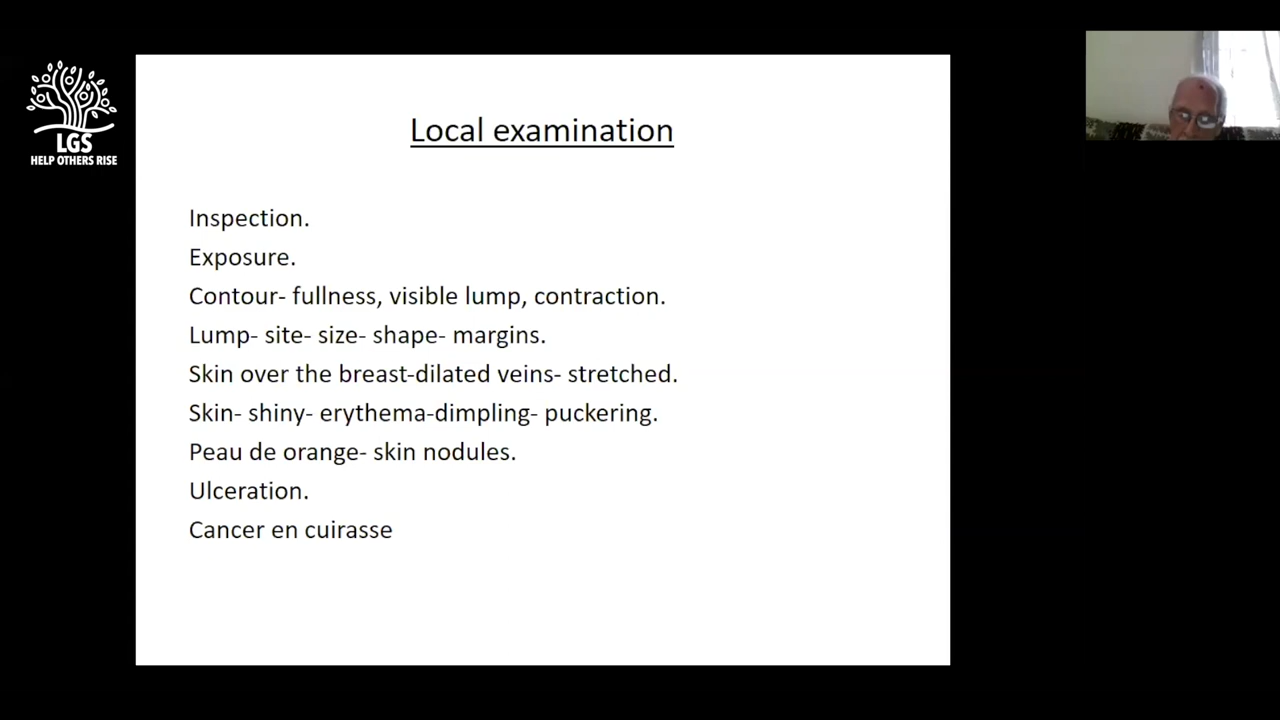 LGS
HELP OTHERS RISE
Local examination
Inspection.
Exposure.
Contour- fullness, visible lump, contraction.
Lump- site- size- shape- margins.
Skin over the breast-dilated veins- stretched.
Skin- shiny- erythema-dimpling- puckering.
Peau de orange- skin nodules.
Ulceration.
Cancer en cuirasse